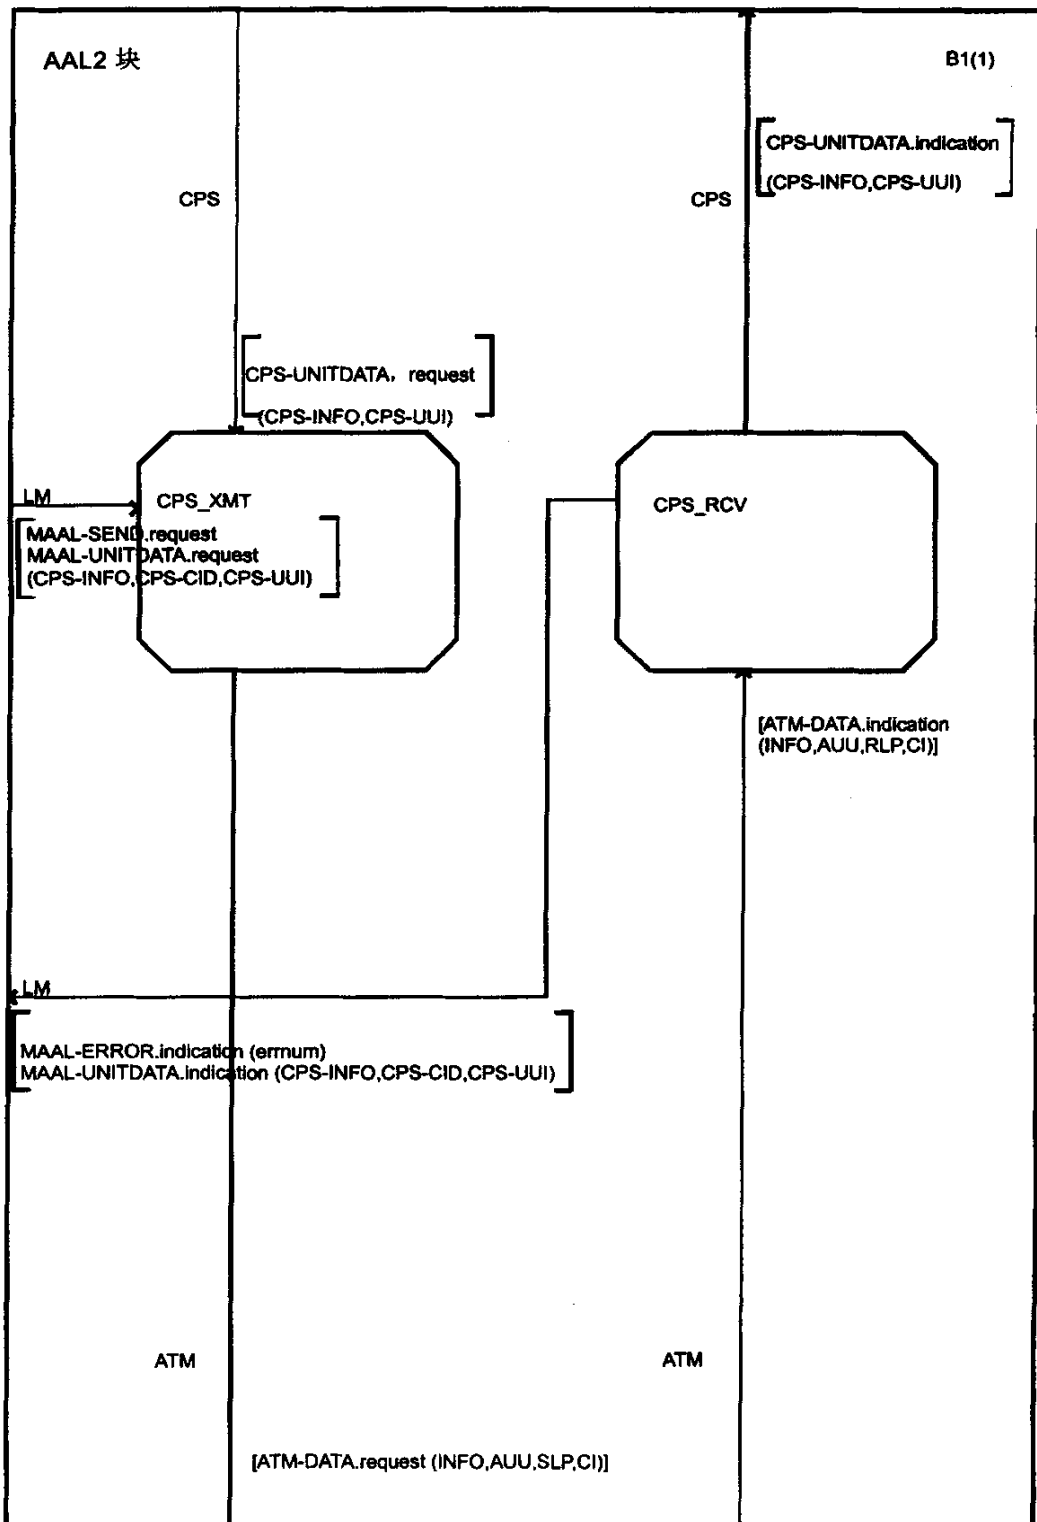 AAL2 块
B1(1)
CPS-UNITDATA.indication
(CPS-INFO,CPS-UUI)
CPS
CPS
CPS-UNITDATA，request
(CPS-INFO,CPS-UUI)
LM
CPS_XMT
CPS_RCV
MAAL-SEND.request
MAAL-UNITDATA.request
(CPS-INFO,CPS-CID,CPS-UUI)
[ATM-DATA.indication
(INFO,AUU,RLP,CI)]
LM
MAAL-ERROR.indication (errnum)
MAAL-UNITDATA.indication (CPS-INFO,CPS-CID,CPS-UUI)
ATM
ATM
[ATM-DATA.request (INFO,AUU,SLP,CI)]